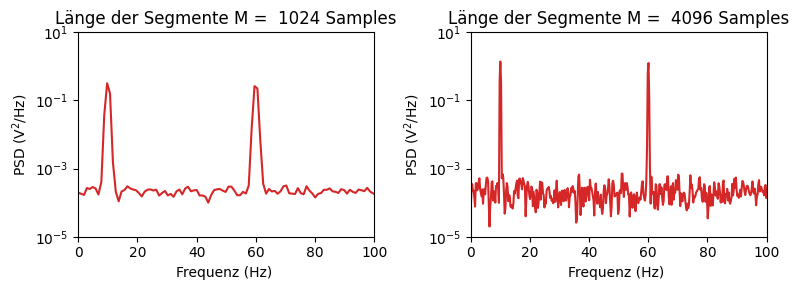 Länge der Segmente M =  1024 Samples
10^1
10^-1
10^-3
10^-5
PSD (V^2/Hz)
0 20 40 60 80 100
Frequenz (Hz)
Länge der Segmente M =  4096 Samples
10^1
10^-1
10^-3
10^-5
PSD (V^2/Hz)
0 20 40 60 80 100
Frequenz (Hz)